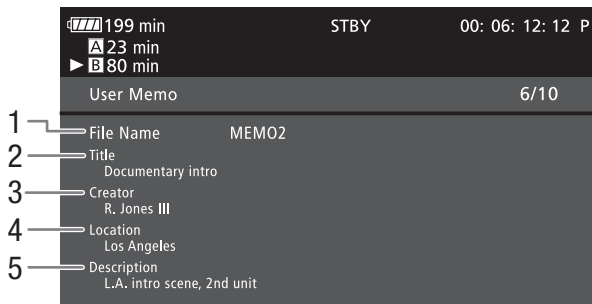 199 min STBY 00: 06: 12: 12 P
A 23 min
► B 80 min
User Memo 6/10
1 File Name MEMO2
2 Title
Documentary intro
3 Creator
R. Jones III
4 Location
Los Angeles
5 Description
L.A. intro scene, 2nd unit